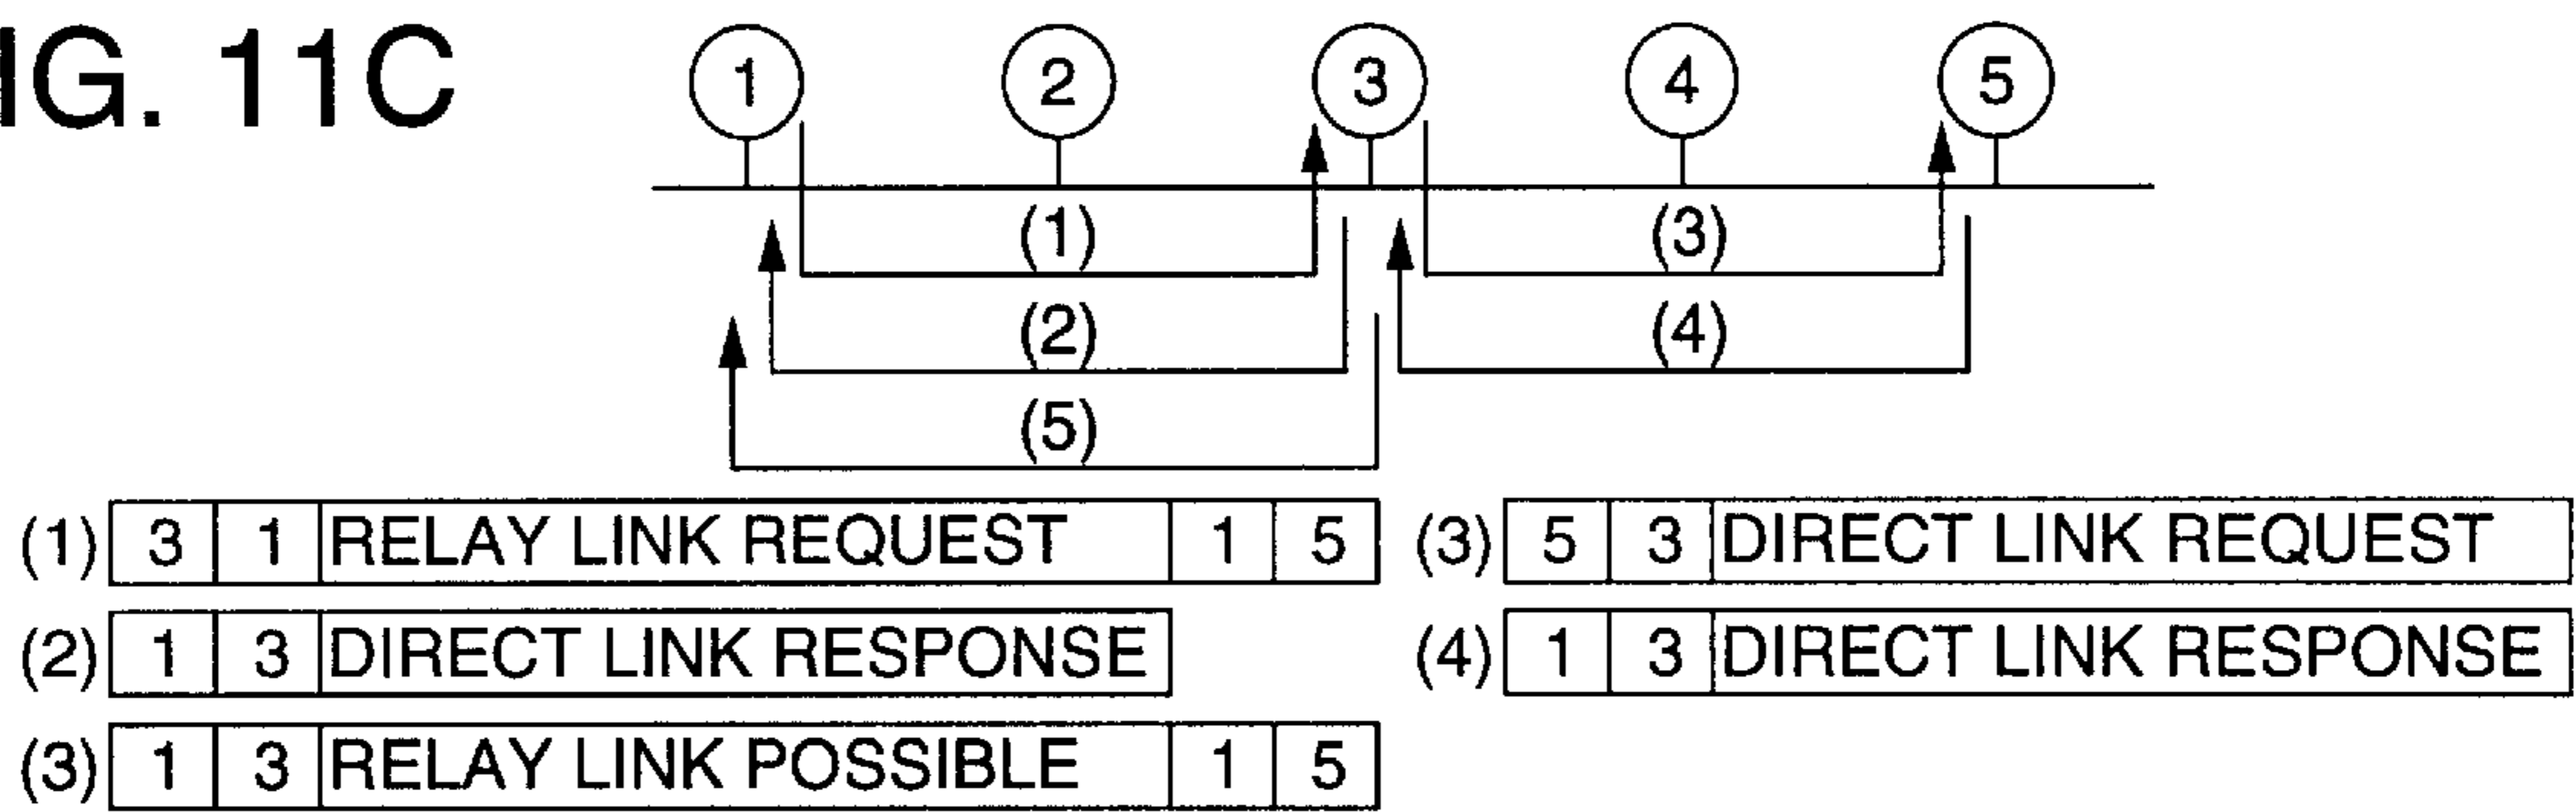 IG. 11C
1 2 3 4 5
(1) (3)
(2) (4)
(5)
(1) 3 1 RELAY LINK REQUEST 1 5 (3) 5 3 DIRECT LINK REQUEST
(2) 1 3 DIRECT LINK RESPONSE (4) 1 3 DIRECT LINK RESPONSE
(3) 1 3 RELAY LINK POSSIBLE 1 5